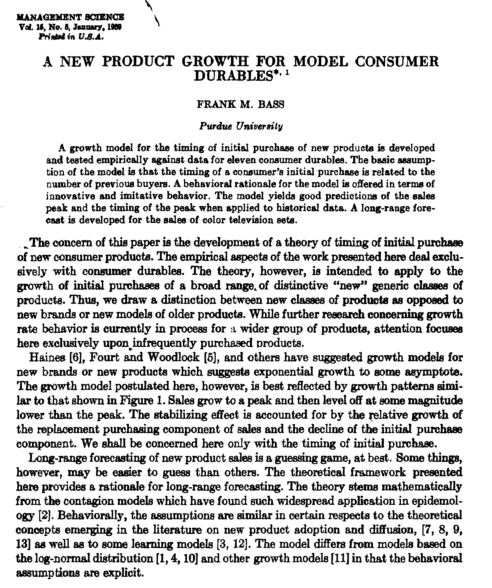 MANAGEMENT SCIENCE
Vol. 15, No. 5, January, 1969
Printed in U.S.A.
A NEW PRODUCT GROWTH FOR MODEL CONSUMER
DURABLES*, 1
FRANK M. BASS
Purdue University
A growth model for the timing of initial purchase of new products is developed
and tested empirically against data for eleven consumer durables. The basic assump-
tion of the model is that the timing of a consumer's initial purchase is related to the
number of previous buyers. A behavioral rationale for the model is offered in terms of
innovative and imitative behavior. The model yields good predictions of the sales
peak and the timing of the peak when applied to historical data. A long-range fore-
cast is developed for the sales of color television sets.
The concern of this paper is the development of a theory of timing of initial purchase
of new consumer products. The empirical aspects of the work presented here deal exclu-
sively with consumer durables. The theory, however, is intended to apply to the
growth of initial purchases of a broad range of distinctive "new" generic classes of
products. Thus, we draw a distinction between new classes of products as opposed to
new brands or new models of older products. While further research concerning growth
rate behavior is currently in process for a wider group of products, attention focuses
here exclusively upon infrequently purchased products.
Haines [6], Fourt and Woodlock [5], and others have suggested growth models for
new brands or new products which suggests exponential growth to some asymptote.
The growth model postulated here, however, is best reflected by growth patterns simi-
lar to that shown in Figure 1. Sales grow to a peak and then level off at some magnitude
lower than the peak. The stabilizing effect is accounted for by the relative growth of
the replacement purchasing component of sales and the decline of the initial purchase
component. We shall be concerned here only with the timing of initial purchase.
Long-range forecasting of new product sales is a guessing game, at best. Some things,
however, may be easier to guess than others. The theoretical framework presented
here provides a rationale for long-range forecasting. The theory stems mathematically
from the contagion models which have found such widespread application in epidemol-
ogy [2]. Behaviorally, the assumptions are similar in certain respects to the theoretical
concepts emerging in the literature on new product adoption and diffusion, [7, 8, 9,
13] as well as to some learning models [3, 12]. The model differs from models based on
the log-normal distribution [1, 4, 10] and other growth models [11] in that the behavioral
assumptions are explicit.